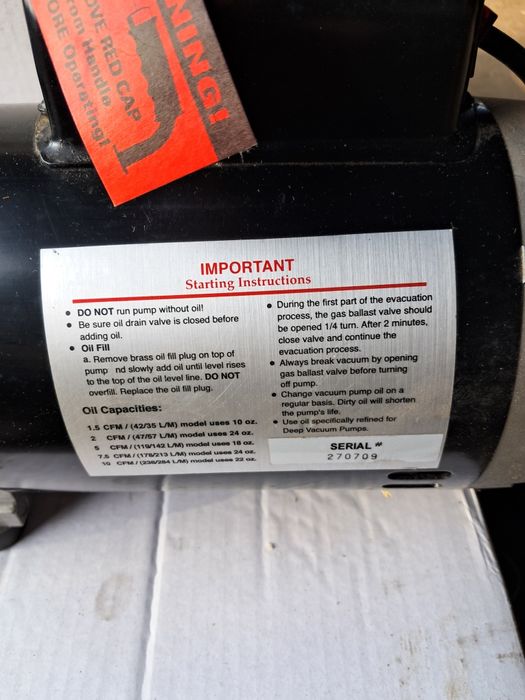 NING!
OVE RED CAP
rom Handle
ORE Operating!
IMPORTANT
Starting Instructions
• DO NOT run pump without oil!
• Be sure oil drain valve is closed before
adding oil.
• Oil Fill
a. Remove brass oil fill plug on top of
pump nd slowly add oil until level rises
to the top of the oil level line. DO NOT
overfill. Replace the oil fill plug.
Oil Capacities:
1.5 CFM / (42/35 L/M) model uses 10 oz.
2 CFM / (47/57 L/M) model uses 24 oz.
5 CFM / (119/142 L/M) model uses 18 oz.
7.5 CFM / (178/213 L/M) model uses 24 oz.
10 CFM / (236/284 L/M) model uses 22 oz.
• During the first part of the evacuation
process, the gas ballast valve should
be opened 1/4 turn. After 2 minutes,
close valve and continue the
evacuation process.
• Always break vacuum by opening
gas ballast valve before turning
off pump.
• Change vacuum pump oil on a
regular basis. Dirty oil will shorten
the pump's life.
• Use oil specifically refined for
Deep Vacuum Pumps.
SERIAL #
270709